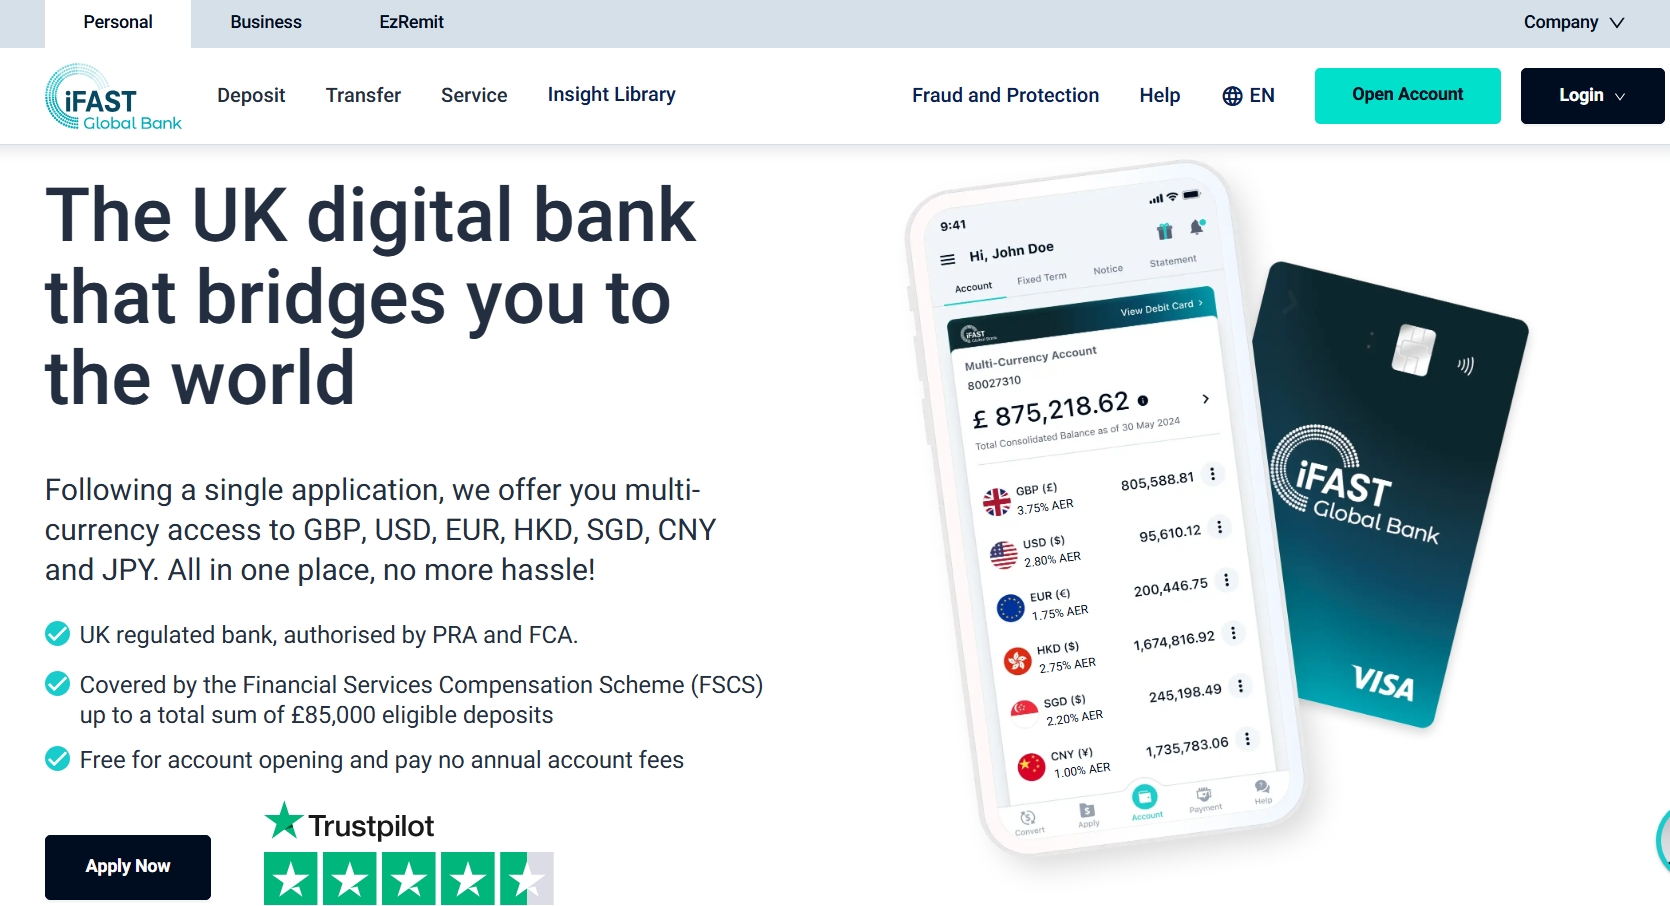 Personal
Business
EzRemit
Company
iFAST
Global Bank
Deposit
Transfer
Service
Insight Library
Fraud and Protection
Help
EN
Open Account
Login
The UK digital bank
that bridges you to
the world
Following a single application, we offer you multi-
currency access to GBP, USD, EUR, HKD, SGD, CNY
and JPY. All in one place, no more hassle!
UK regulated bank, authorised by PRA and FCA.
Covered by the Financial Services Compensation Scheme (FSCS)
up to a total sum of £85,000 eligible deposits
Free for account opening and pay no annual account fees
Apply Now
Trustpilot
9:41
Hi, John Doe
Account
Fixed Term
Notice
Statement
iFAST
Global Bank
View Debit Card
Multi-Currency Account
80027310
£ 875,218.62
Total Consolidated Balance as of 30 May 2024
GBP (£)
3.75% AER
805,588.81
USD ($)
2.80% AER
95,610.12
EUR (€)
1.75% AER
200,446.75
HKD ($)
2.75% AER
1,674,816.92
SGD ($)
2.20% AER
245,198.49
CNY (¥)
1.00% AER
1,735,783.06
Convert
Apply
Account
Payment
Help
iFAST
Global Bank
VISA